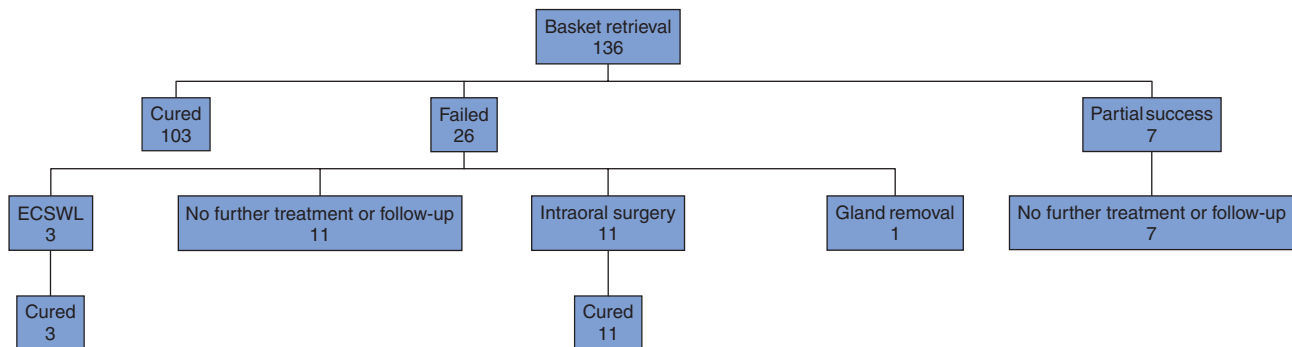 Basket retrieval
136
Cured
103
Failed
26
Partial success
7
ECSWL
3
No further treatment or follow-up
11
Intraoral surgery
11
Gland removal
1
No further treatment or follow-up
7
Cured
3
Cured
11